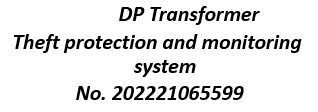 DP Transformer
Theft protection and monitoring
system
No. 202221065599